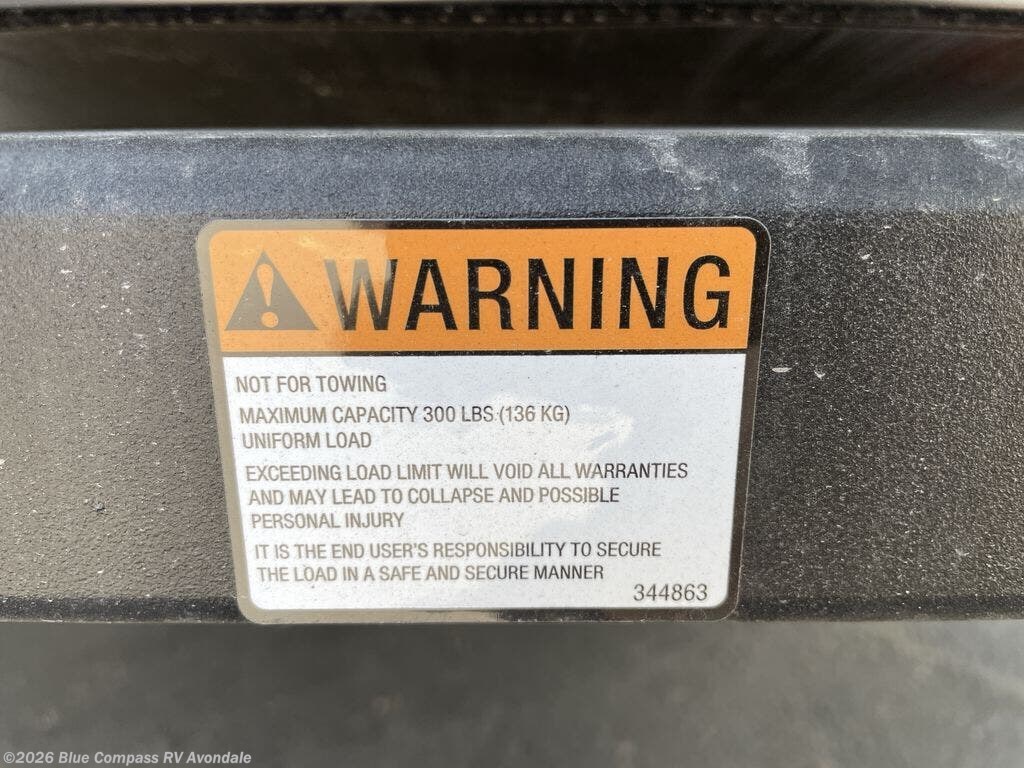 WARNING
NOT FOR TOWING
MAXIMUM CAPACITY 300 LBS (136 KG)
UNIFORM LOAD
EXCEEDING LOAD LIMIT WILL VOID ALL WARRANTIES
AND MAY LEAD TO COLLAPSE AND POSSIBLE
PERSONAL INJURY
IT IS THE END USER'S RESPONSIBILITY TO SECURE
THE LOAD IN A SAFE AND SECURE MANNER
344863
©2026 Blue Compass RV Avondale